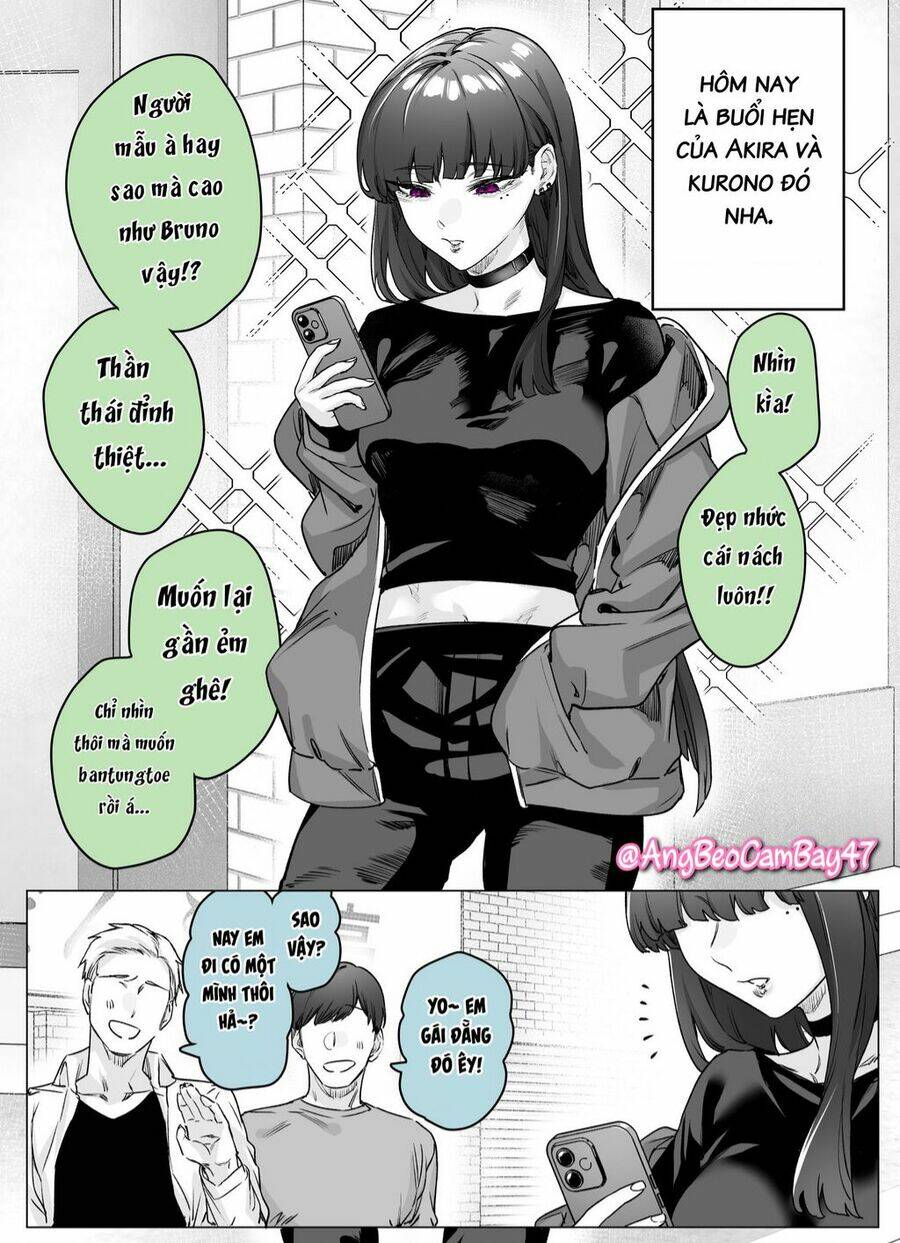 HÔM NAY
LÀ BUỔI HẸN
CỦA AKIRA VÀ
KURONO ĐÓ
NHA.
Người
mẫu à hay
sao mà cao
như Bruno
vậy!?
Thần
thái đỉnh
thiệt...
Nhìn
kìa!
Đẹp nhức
cái nách
luôn!!
Muốn lại
gần ẻm
ghê!
Chỉ nhìn
thôi mà muốn
bantungtoe
rồi á...
@AngBeoCamBay47
YO~ EM
GÁI ĐẰNG
ĐÓ ÊY!
SAO
VẬY?
NAY EM
ĐI CÓ MỘT
MÌNH THÔI
HẢ~?